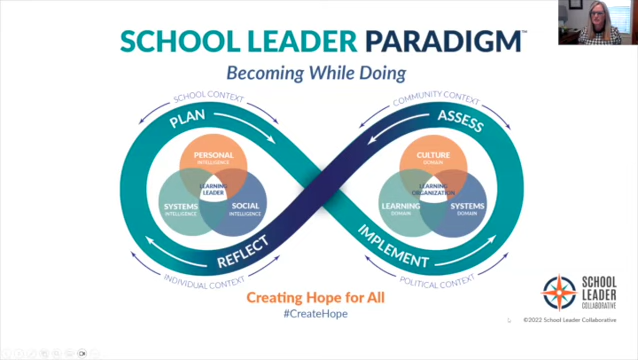 SCHOOL LEADER PARADIGM™
Becoming While Doing
SCHOOL CONTEXT
COMMUNITY CONTEXT
PLAN
ASSESS
PERSONAL
INTELLIGENCE
CULTURE
DOMAIN
LEARNING
LEADER
LEARNING
ORGANIZATION
SYSTEMS
INTELLIGENCE
SOCIAL
INTELLIGENCE
LEARNING
DOMAIN
SYSTEMS
DOMAIN
REFLECT
IMPLEMENT
INDIVIDUAL CONTEXT
POLITICAL CONTEXT
Creating Hope for All
#CreateHope
SCHOOL
LEADER
COLLABORATIVE
©2022 School Leader Collaborative